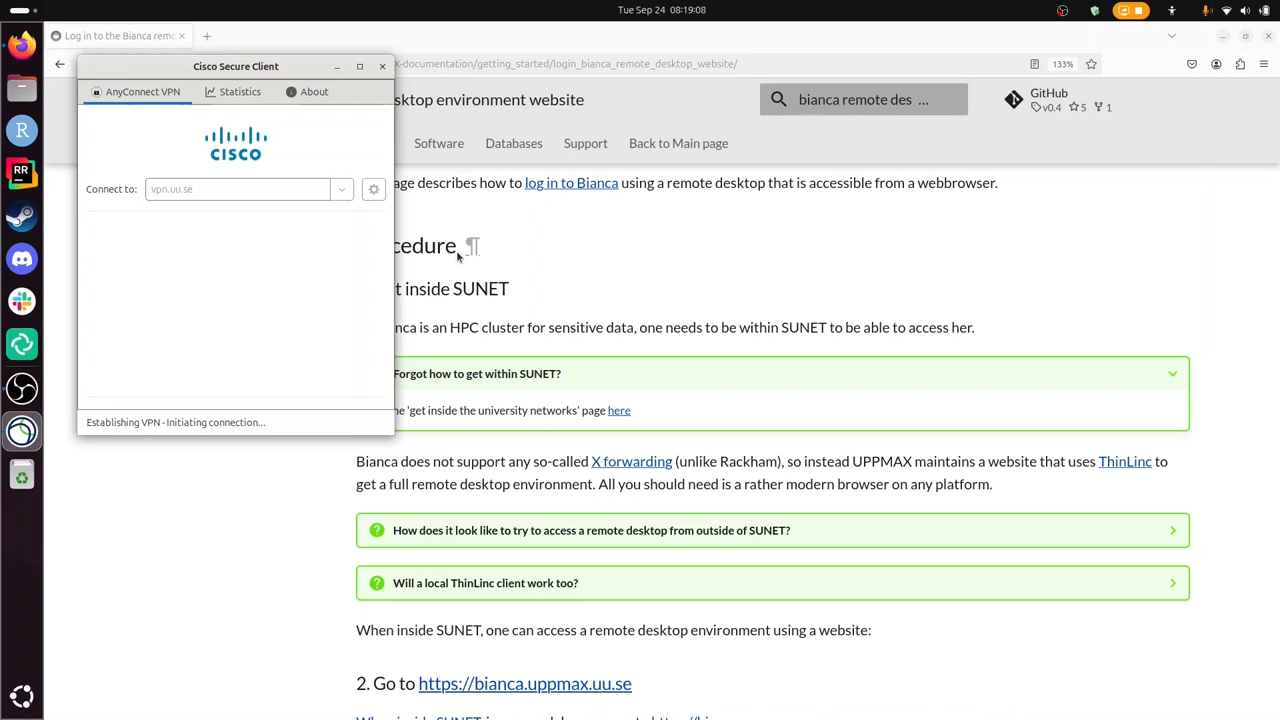 Tue Sep 24 08:19:08
Log in to the Bianca remo
X-documentation/getting_started/login_bianca_remote_desktop_website/
133%
Cisco Secure Client
AnyConnect VPN
Statistics
About
CISCO
Connect to:
vpn.uu.se
Establishing VPN - Initiating connection...
sktop environment website
bianca remote des ...
GitHub
v0.4 5 1
Software
Databases
Support
Back to Main page
age describes how to log in to Bianca using a remote desktop that is accessible from a webbrowser.
cedure ¶
t inside SUNET
nca is an HPC cluster for sensitive data, one needs to be within SUNET to be able to access her.
Forgot how to get within SUNET?
he 'get inside the university networks' page here
Bianca does not support any so-called X forwarding (unlike Rackham), so instead UPPMAX maintains a website that uses ThinLinc to
get a full remote desktop environment. All you should need is a rather modern browser on any platform.
? How does it look like to try to access a remote desktop from outside of SUNET?
? Will a local ThinLinc client work too?
When inside SUNET, one can access a remote desktop environment using a website:
2. Go to https://bianca.uppmax.uu.se
R
RR